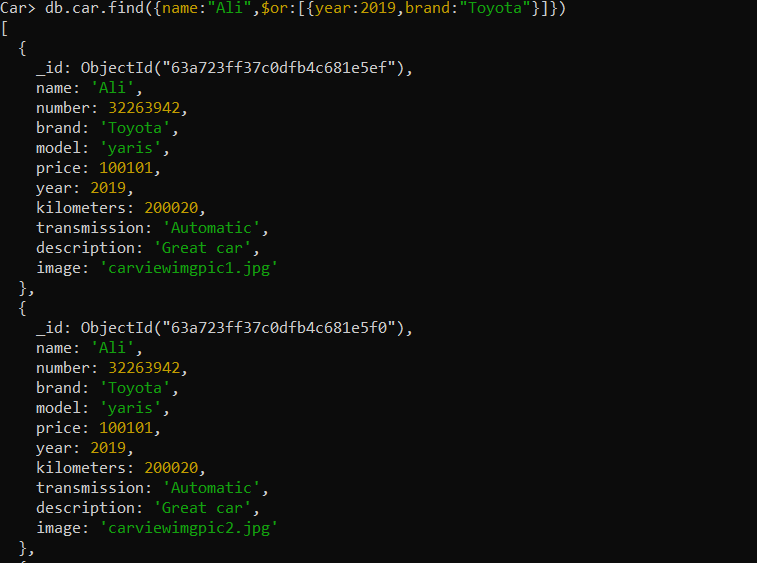 Car> db.car.find({name:"Ali",$or:[{year:2019,brand:"Toyota"}]})
[
  {
    _id: ObjectId("63a723ff37c0dfb4c681e5ef"),
    name: 'Ali',
    number: 32263942,
    brand: 'Toyota',
    model: 'yaris',
    price: 100101,
    year: 2019,
    kilometers: 200020,
    transmission: 'Automatic',
    description: 'Great car',
    image: 'carviewimgpic1.jpg'
  },
  {
    _id: ObjectId("63a723ff37c0dfb4c681e5f0"),
    name: 'Ali',
    number: 32263942,
    brand: 'Toyota',
    model: 'yaris',
    price: 100101,
    year: 2019,
    kilometers: 200020,
    transmission: 'Automatic',
    description: 'Great car',
    image: 'carviewimgpic2.jpg'
  },